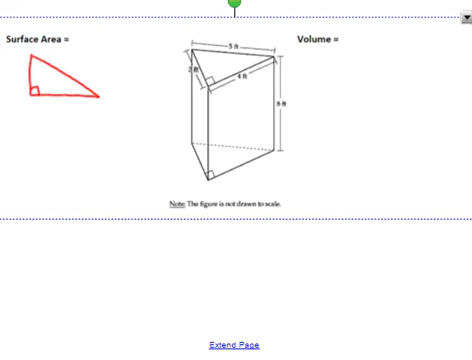 Surface Area =
Volume =
5 ft
ft
4 ft
8 ft
Note: The figure is not drawn to scale.
Extend Page